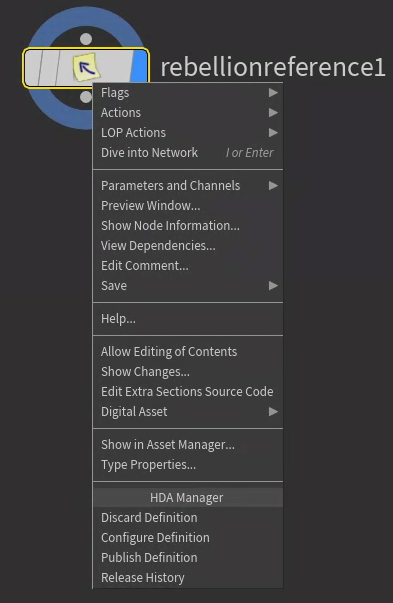 rebellionreference1
Flags
Actions
LOP Actions
Dive into Network I or Enter
Parameters and Channels
Preview Window...
Show Node Information...
View Dependencies...
Edit Comment...
Save
Help...
Allow Editing of Contents
Show Changes...
Edit Extra Sections Source Code
Digital Asset
Show in Asset Manager...
Type Properties...
HDA Manager
Discard Definition
Configure Definition
Publish Definition
Release History